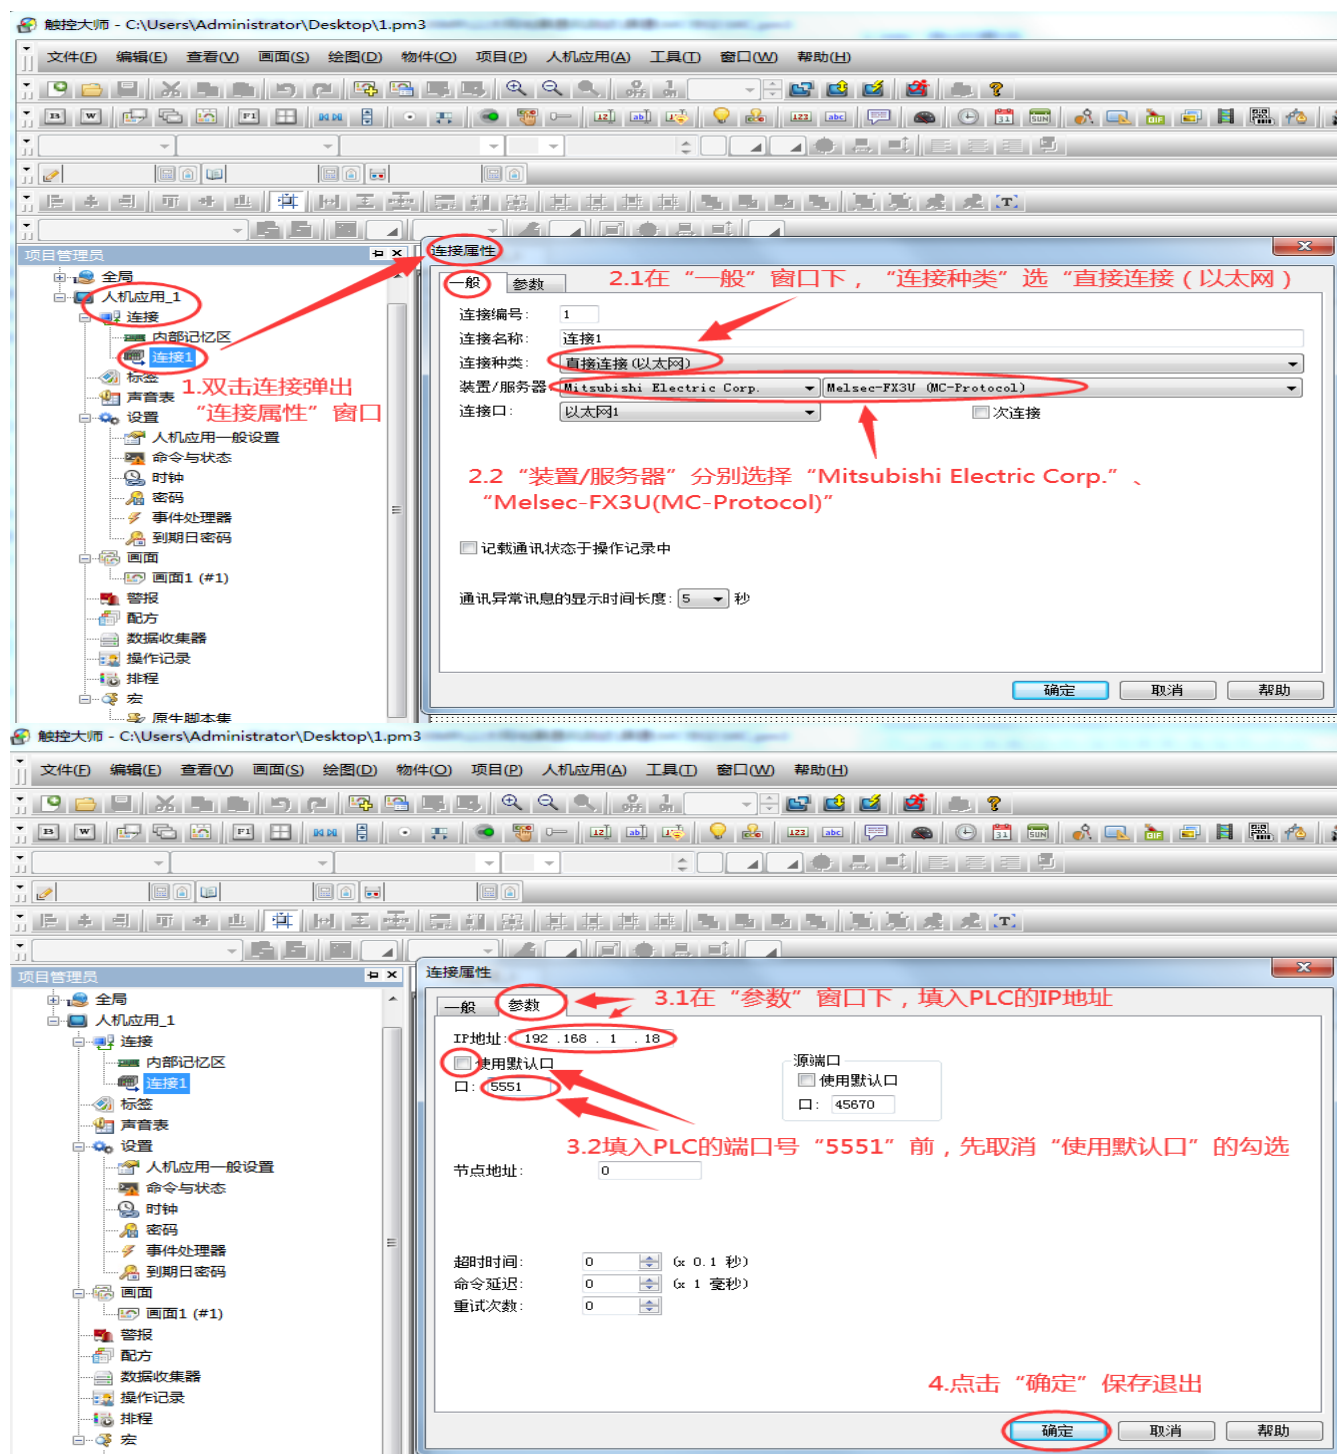 触控大师 - C:\Users\Administrator\Desktop\1.pm3
文件(F) 编辑(E) 查看(V) 画面(S) 绘图(D) 物件(O) 项目(P) 人机应用(A) 工具(T) 窗口(W) 帮助(H)
项目管理员
全局
人机应用_1
连接
内部记忆区
连接1
标签
声音表
设置
人机应用一般设置
命令与状态
时钟
密码
事件处理器
到期日密码
画面
画面1 (#1)
警报
配方
数据收集器
操作记录
排程
宏
1.双击连接弹出
“连接属性”窗口
连接属性
一般 参数
2.1在“一般”窗口下，“连接种类”选“直接连接（以太网）
连接编号: 1
连接名称: 连接1
连接种类: 直接连接(以太网)
装置/服务器 Mitsubishi Electric Corp. Melsec-FX3U (MC-Protocol)
连接口: 以太网1 次连接
2.2“装置/服务器”分别选择“Mitsubishi Electric Corp.”、
“Melsec-FX3U(MC-Protocol)”
记载通讯状态于操作记录中
通讯异常讯息的显示时间长度: 5 秒
确定 取消 帮助
触控大师 - C:\Users\Administrator\Desktop\1.pm3
文件(F) 编辑(E) 查看(V) 画面(S) 绘图(D) 物件(O) 项目(P) 人机应用(A) 工具(T) 窗口(W) 帮助(H)
项目管理员
全局
人机应用_1
连接
内部记忆区
连接1
标签
声音表
设置
人机应用一般设置
命令与状态
时钟
密码
事件处理器
到期日密码
画面
画面1 (#1)
警报
配方
数据收集器
操作记录
排程
宏
连接属性
一般 参数
3.1在“参数”窗口下，填入PLC的IP地址
IP地址: 192 .168 . 1 . 18
使用默认口
口: 5551
源端口
使用默认口
口: 45670
3.2填入PLC的端口号“5551”前，先取消“使用默认口”的勾选
节点地址: 0
超时时间: 0 (x 0.1 秒)
命令延迟: 0 (x 1 毫秒)
重试次数: 0
4.点击“确定”保存退出
确定 取消 帮助